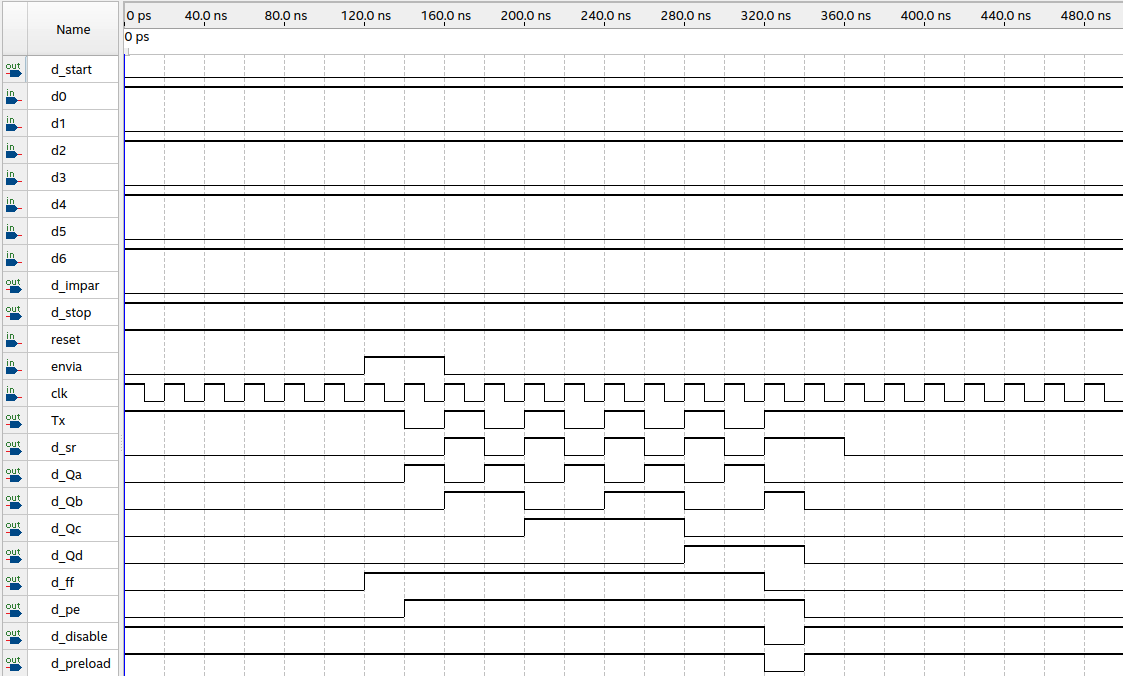 Name
0 ps 40.0 ns 80.0 ns 120.0 ns 160.0 ns 200.0 ns 240.0 ns 280.0 ns 320.0 ns 360.0 ns 400.0 ns 440.0 ns 480.0 ns
0 ps
out d_start
in d0
in d1
in d2
in d3
in d4
in d5
in d6
out d_impar
out d_stop
in reset
in envia
in clk
out Tx
out d_sr
out d_Qa
out d_Qb
out d_Qc
out d_Qd
out d_ff
out d_pe
out d_disable
out d_preload